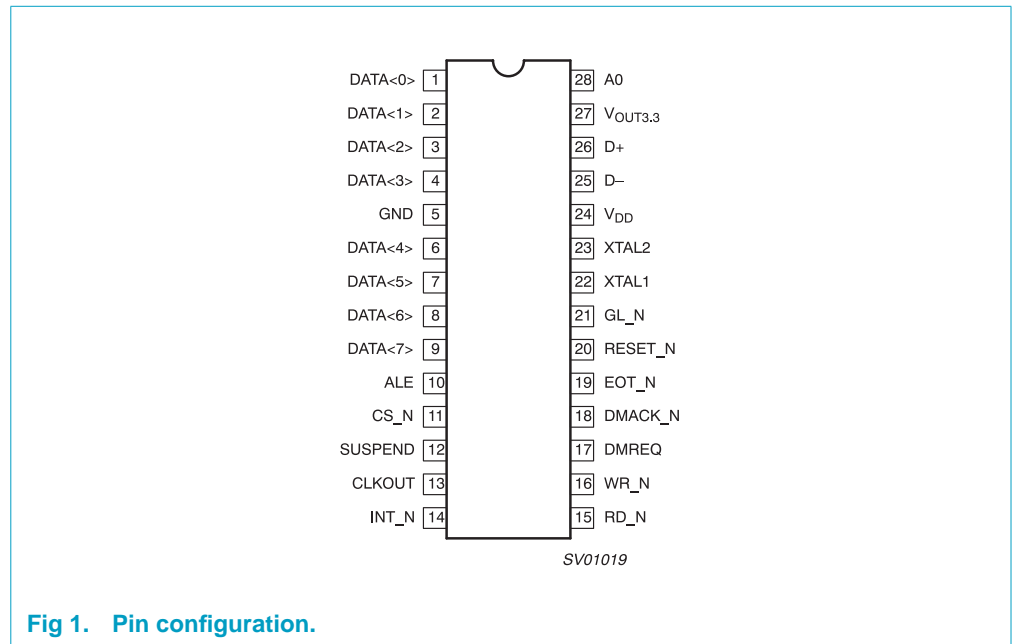 DATA<0> 1 28 A0
DATA<1> 2 27 VOUT3.3
DATA<2> 3 26 D+
DATA<3> 4 25 D–
GND 5 24 VDD
DATA<4> 6 23 XTAL2
DATA<5> 7 22 XTAL1
DATA<6> 8 21 GL_N
DATA<7> 9 20 RESET_N
ALE 10 19 EOT_N
CS_N 11 18 DMACK_N
SUSPEND 12 17 DMREQ
CLKOUT 13 16 WR_N
INT_N 14 15 RD_N
SV01019
Fig 1. Pin configuration.